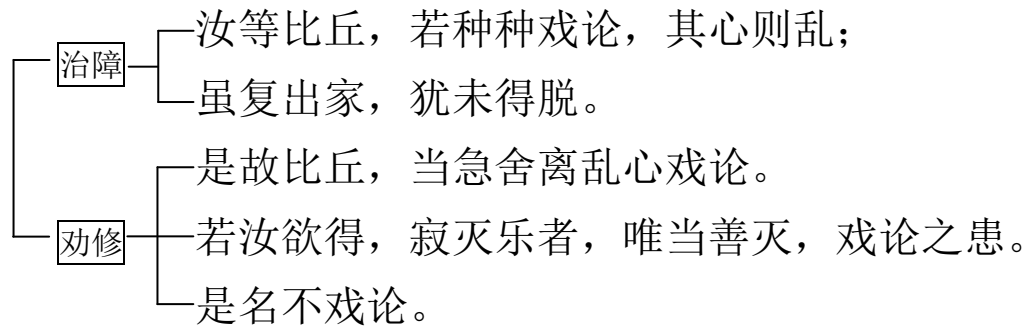 治障
汝等比丘，若种种戏论，其心则乱；
虽复出家，犹未得脱。
劝修
是故比丘，当急舍离乱心戏论。
若汝欲得，寂灭乐者，唯当善灭，戏论之患。
是名不戏论。